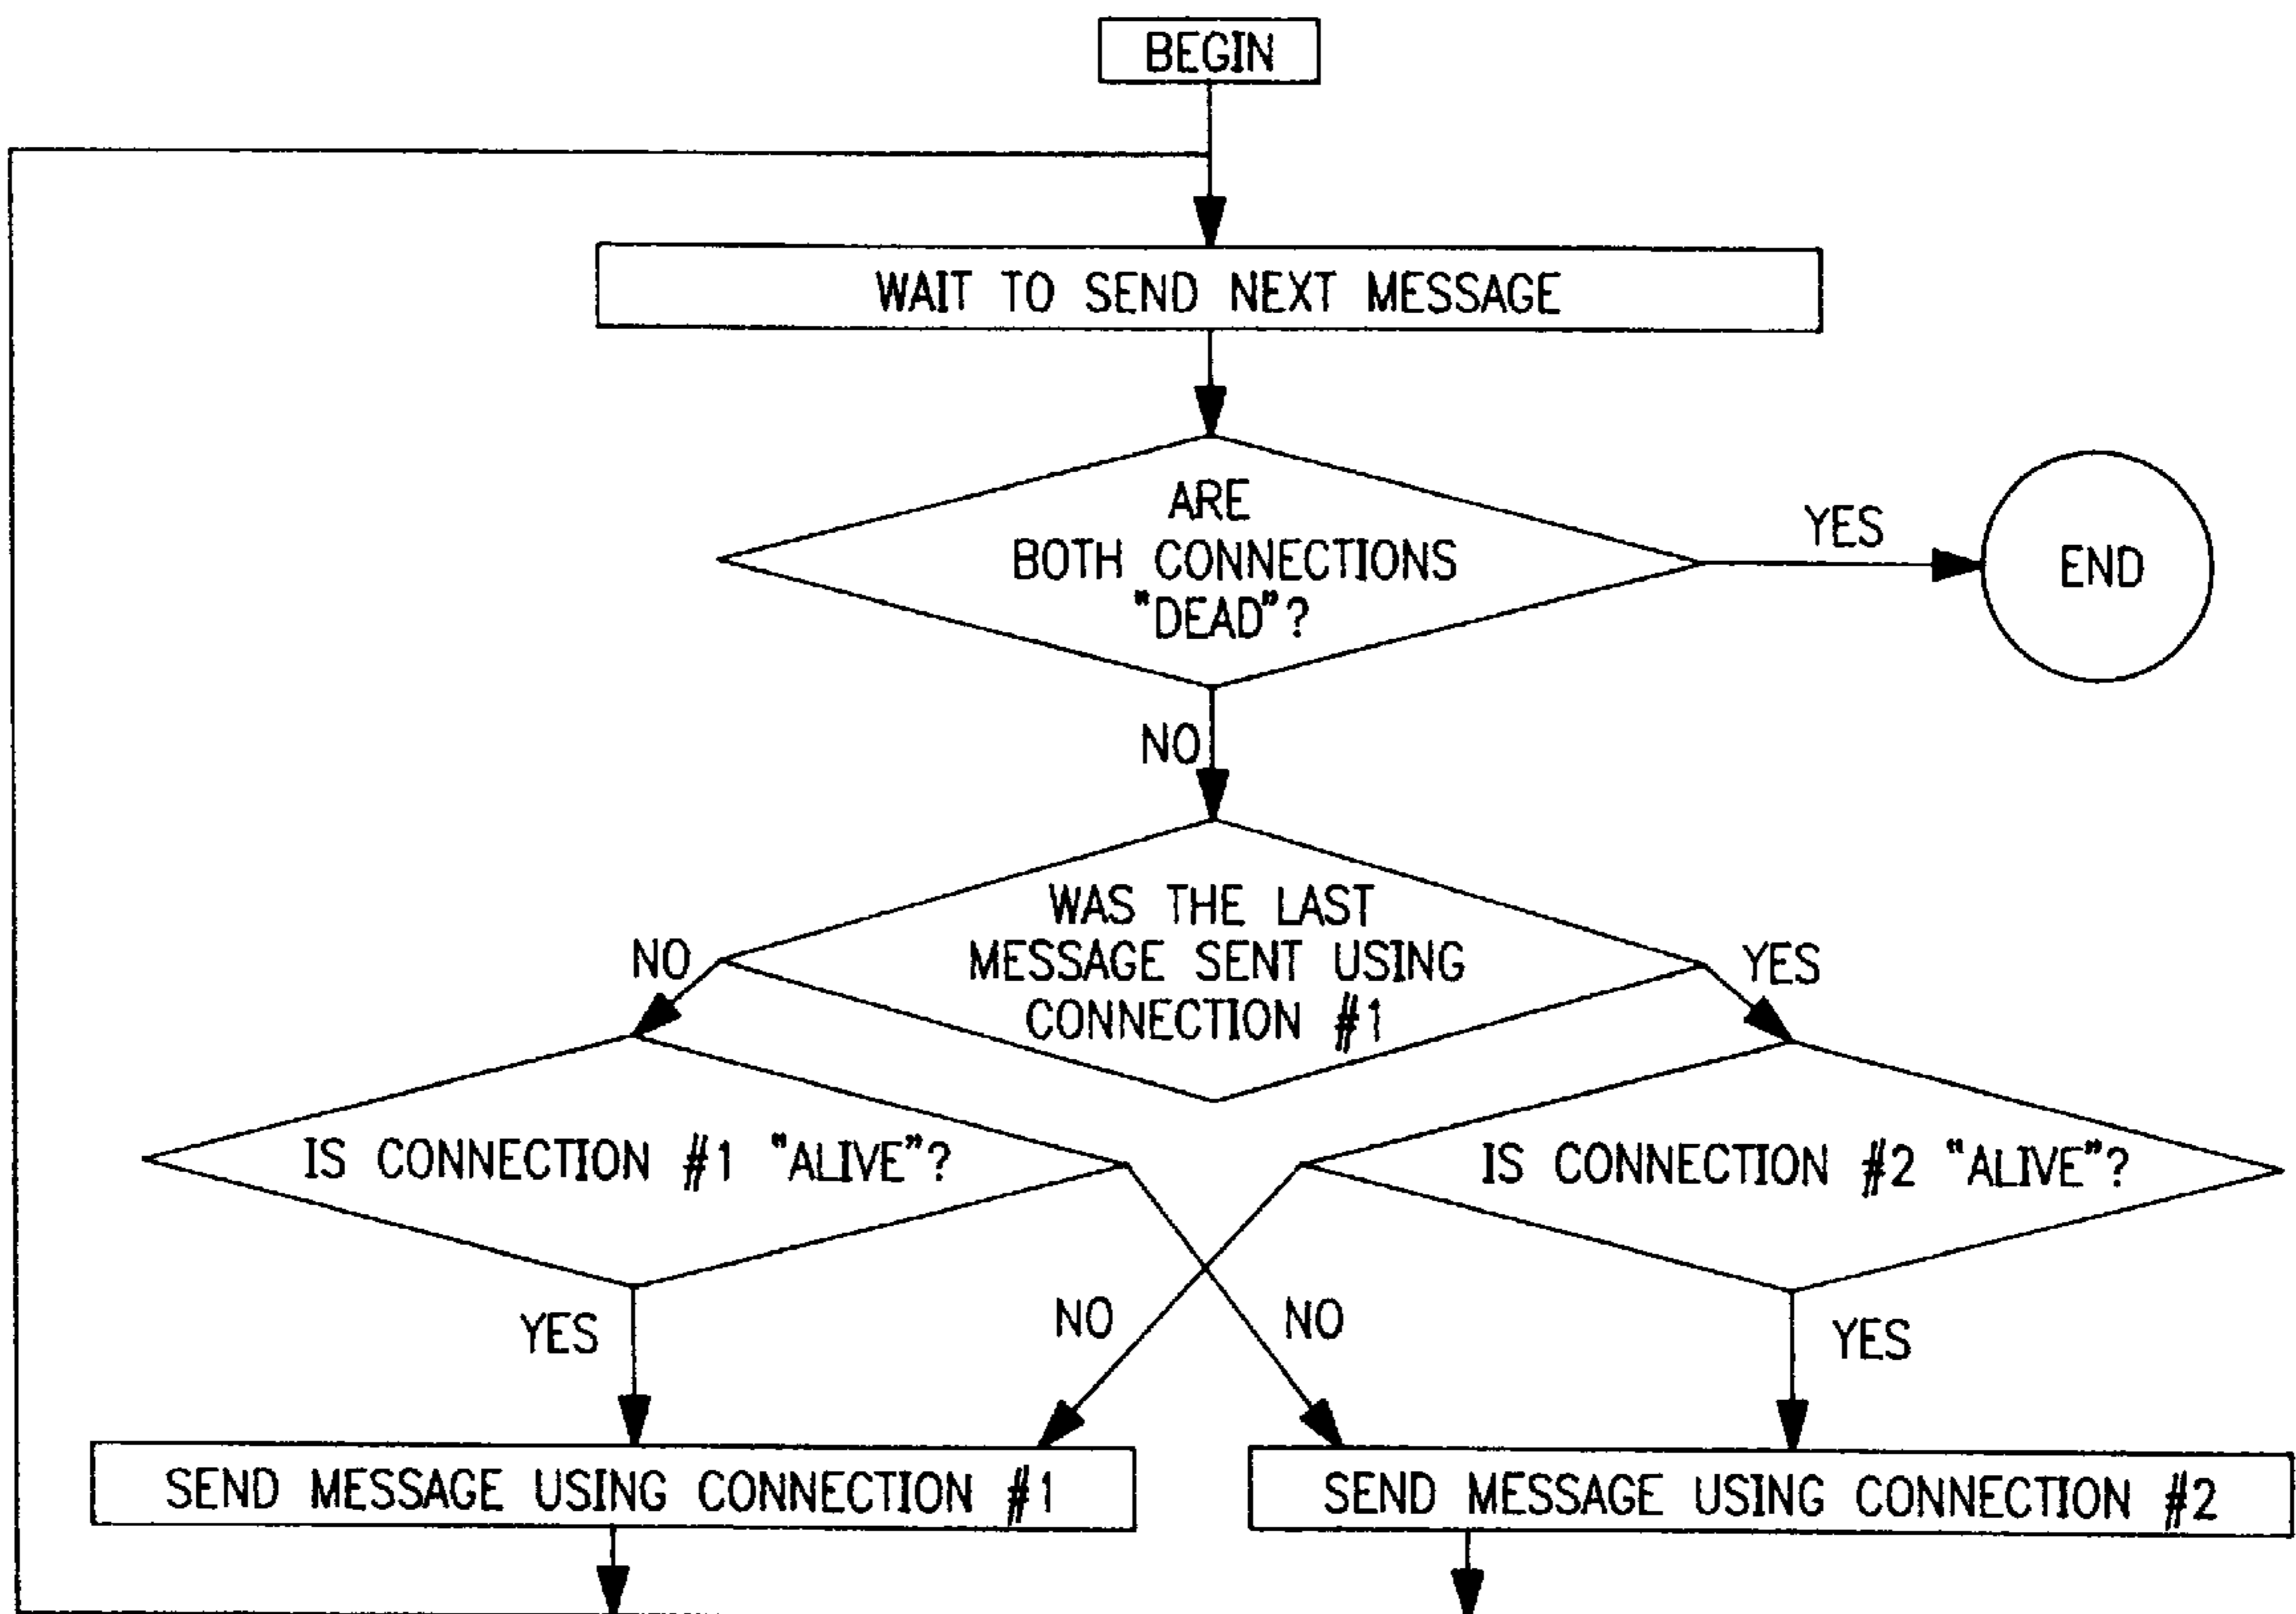 BEGIN
WAIT TO SEND NEXT MESSAGE
ARE
BOTH CONNECTIONS
"DEAD"?
YES
END
NO
WAS THE LAST
MESSAGE SENT USING
CONNECTION #1
NO
YES
IS CONNECTION #1 "ALIVE"?
IS CONNECTION #2 "ALIVE"?
YES
NO
NO
YES
SEND MESSAGE USING CONNECTION #1
SEND MESSAGE USING CONNECTION #2